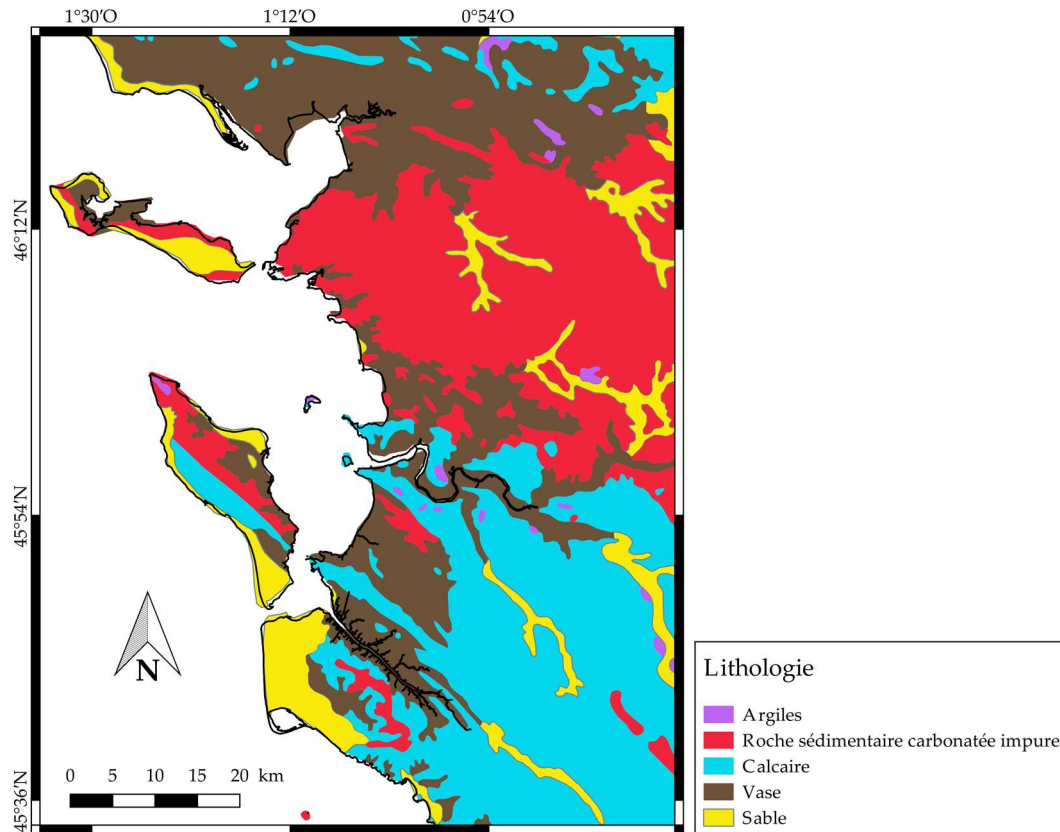 1°30'O 1°12'O 0°54'O
46°12'N
45°54'N
45°36'N
N
0 5 10 15 20 km
Lithologie
Argiles
Roche sédimentaire carbonatée impure
Calcaire
Vase
Sable